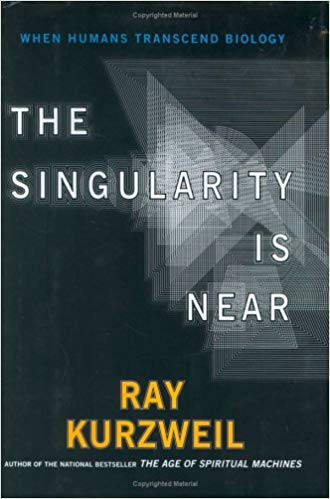 WHEN HUMANS TRANSCEND BIOLOGY
THE
SINGULARITY
IS
NEAR
RAY
KURZWEIL
AUTHOR OF THE NATIONAL BESTSELLER THE AGE OF SPIRITUAL MACHINES